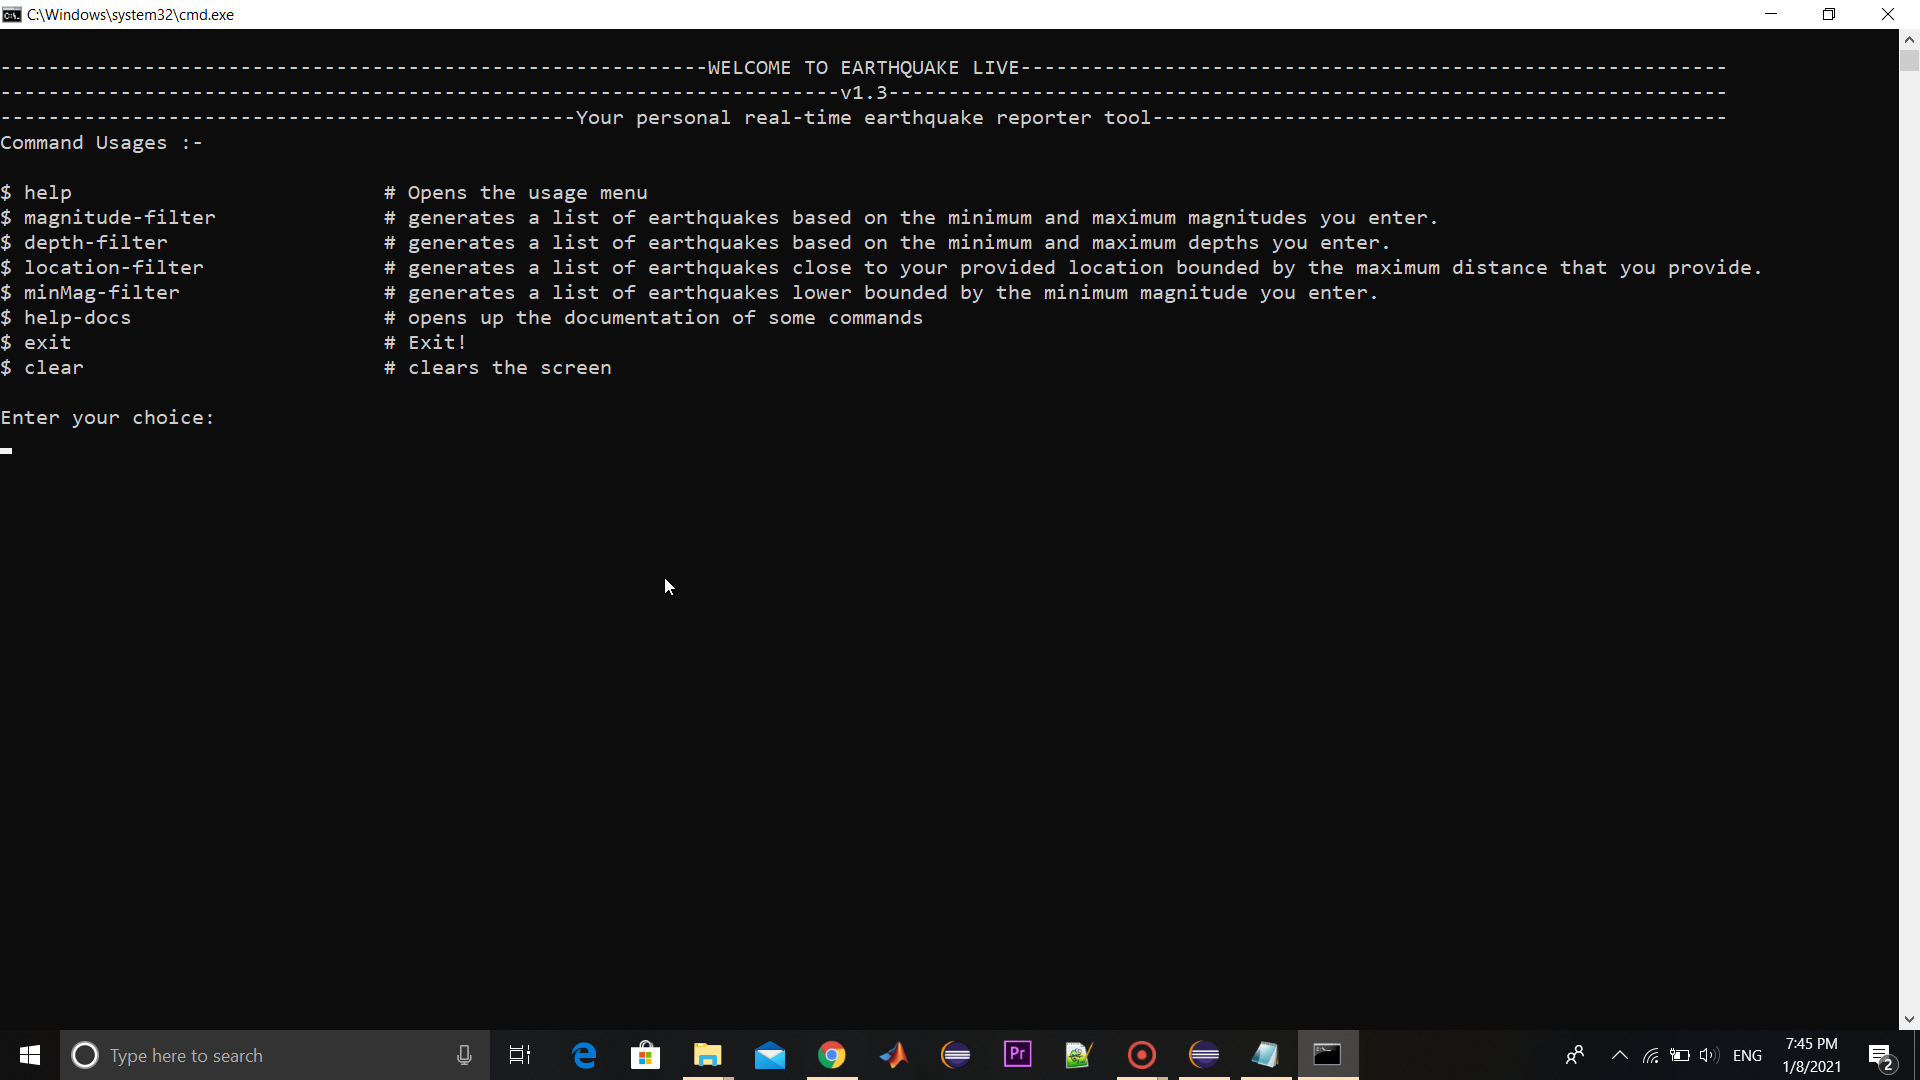 C:\Windows\system32\cmd.exe
-----------------------------------------------------------WELCOME TO EARTHQUAKE LIVE-----------------------------------------------------------
----------------------------------------------------------------------v1.3----------------------------------------------------------------------
------------------------------------------------Your personal real-time earthquake reporter tool------------------------------------------------
Command Usages :-
$ help                          # Opens the usage menu
$ magnitude-filter              # generates a list of earthquakes based on the minimum and maximum magnitudes you enter.
$ depth-filter                  # generates a list of earthquakes based on the minimum and maximum depths you enter.
$ location-filter               # generates a list of earthquakes close to your provided location bounded by the maximum distance that you provide.
$ minMag-filter                 # generates a list of earthquakes lower bounded by the minimum magnitude you enter.
$ help-docs                     # opens up the documentation of some commands
$ exit                          # Exit!
$ clear                         # clears the screen
Enter your choice:
Type here to search
Pr
ENG
7:45 PM
1/8/2021
2